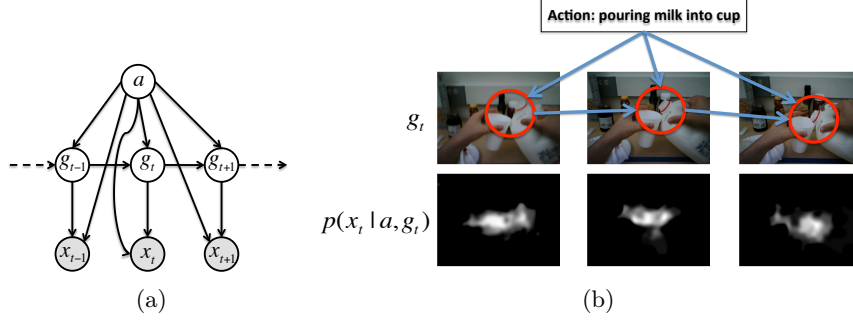 Action: pouring milk into cup
a
g_{t-1} g_t g_{t+1}
x_{t-1} x_t x_{t+1}
(a)
g_t
p(x_t | a, g_t)
(b)